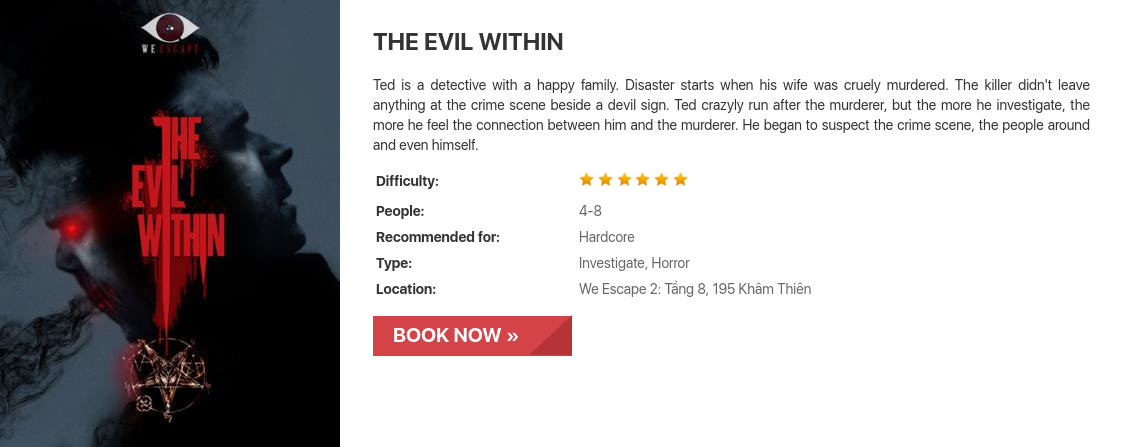 WE ESCAPE
THE
EVIL
WITHIN
THE EVIL WITHIN
Ted is a detective with a happy family. Disaster starts when his wife was cruely murdered. The killer didn't leave
anything at the crime scene beside a devil sign. Ted crazyly run after the murderer, but the more he investigate, the
more he feel the connection between him and the murderer. He began to suspect the crime scene, the people around
and even himself.
Difficulty:
People: 4-8
Recommended for: Hardcore
Type: Investigate, Horror
Location: We Escape 2: Tầng 8, 195 Khâm Thiên
BOOK NOW »